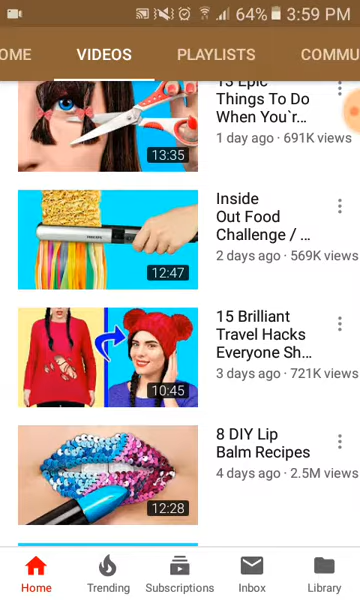 64% 3:59 PM
OME VIDEOS PLAYLISTS COMMU
13 Epic
Things To Do
When You`r...
1 day ago · 691K views
13:35
Inside
Out Food
Challenge / ...
2 days ago · 569K views
12:47
15 Brilliant
Travel Hacks
Everyone Sh...
3 days ago · 721K views
10:45
8 DIY Lip
Balm Recipes
4 days ago · 2.5M views
12:28
Home Trending Subscriptions Inbox Library